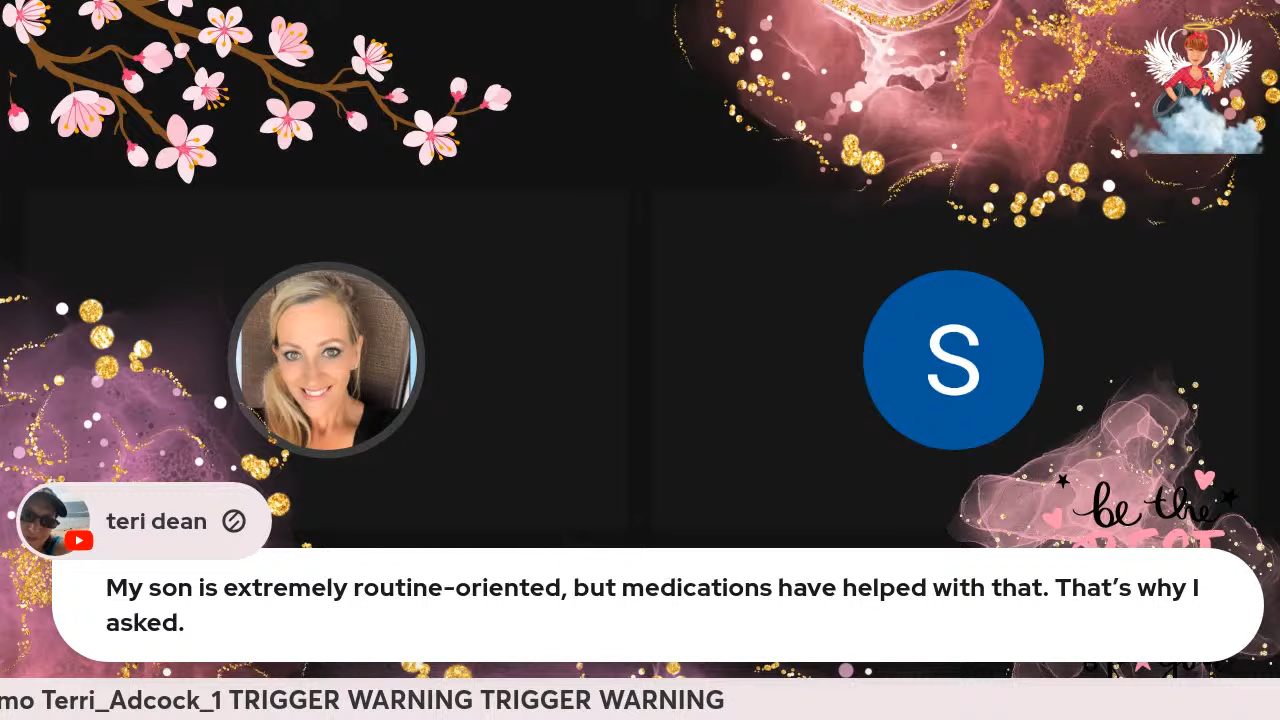 S
be the
teri dean
My son is extremely routine-oriented, but medications have helped with that. That’s why I
asked.
mo Terri_Adcock_1 TRIGGER WARNING TRIGGER WARNING